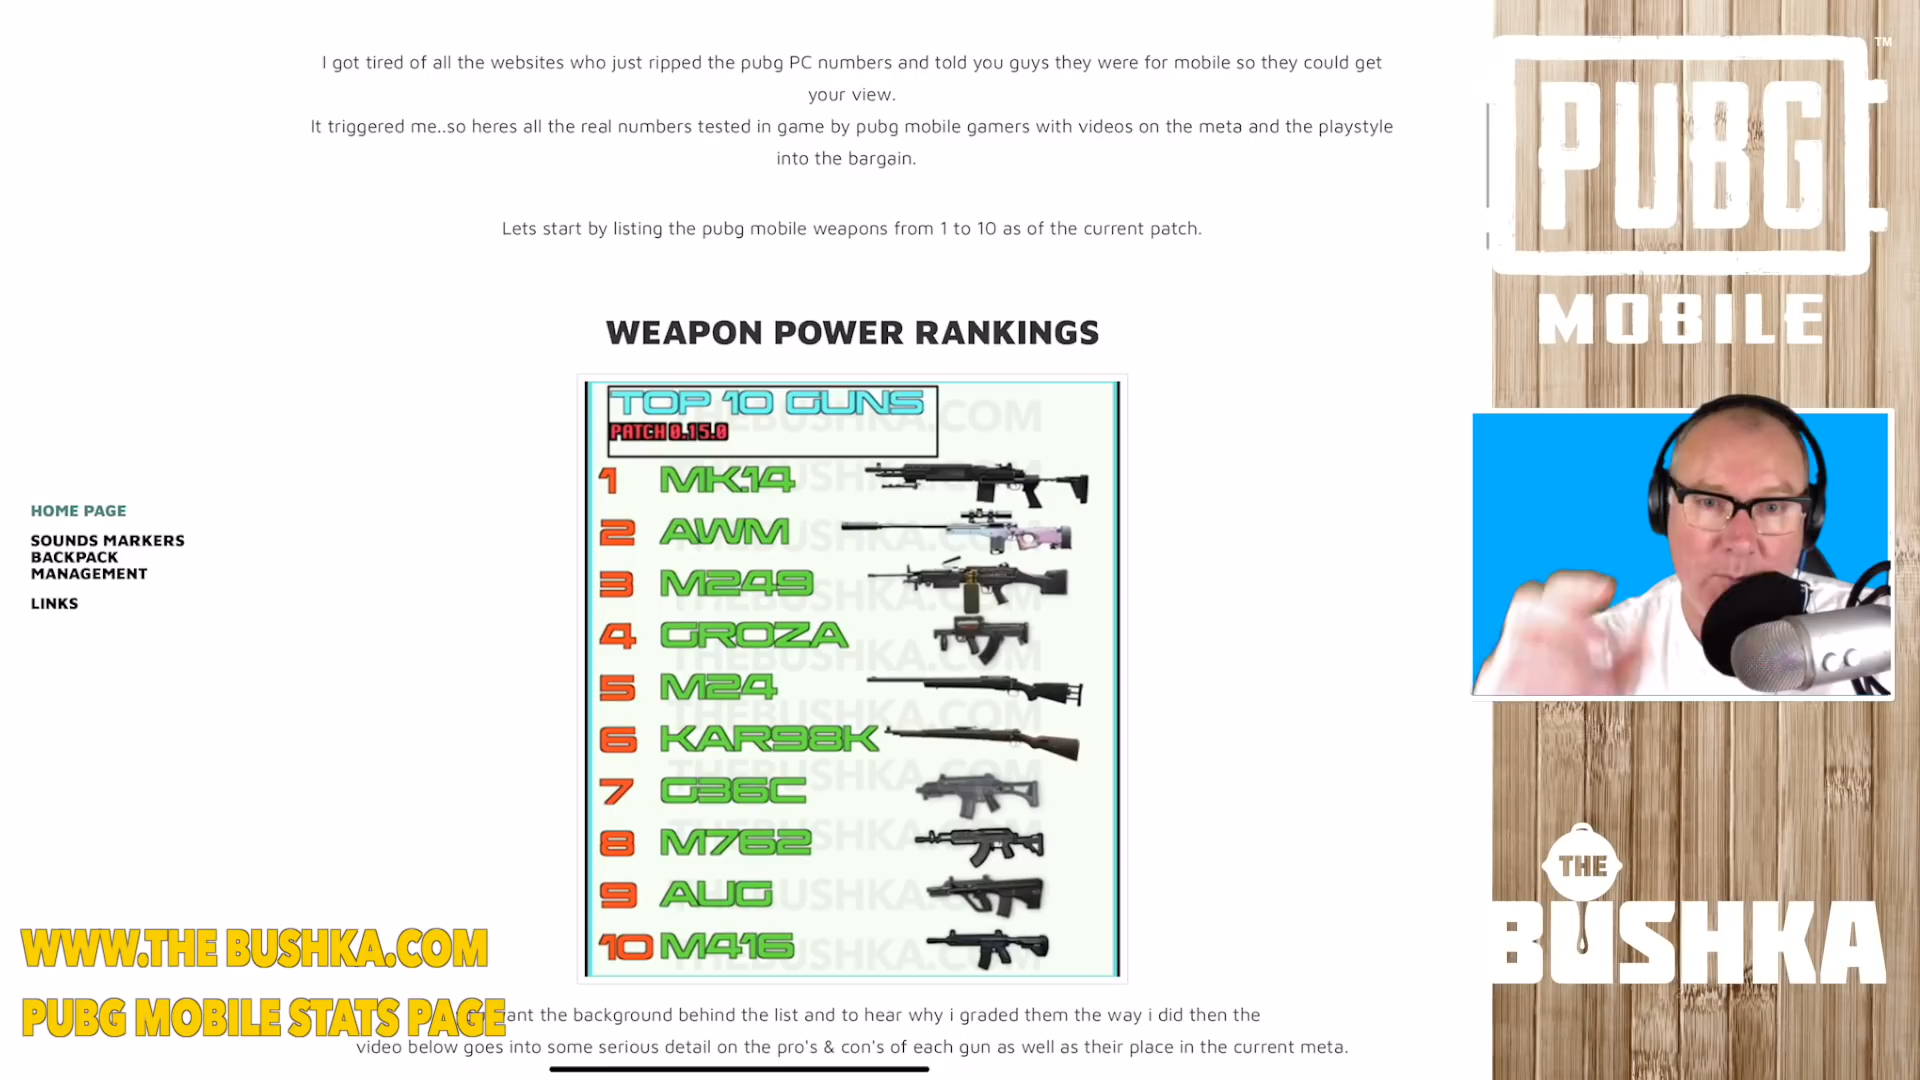 I got tired of all the websites who just ripped the pubg PC numbers and told you guys they were for mobile so they could get
your view.
It triggered me..so heres all the real numbers tested in game by pubg mobile gamers with videos on the meta and the playstyle
into the bargain.
Lets start by listing the pubg mobile weapons from 1 to 10 as of the current patch.
WEAPON POWER RANKINGS
TOP 10 GUNS
PATCH 0.15.0
1 MK14
2 AWM
3 M249
4 GROZA
5 M24
6 KAR98K
7 G36C
8 M762
9 AUG
10 M416
THEBUSHKA.COM
want the background behind the list and to hear why i graded them the way i did then the
video below goes into some serious detail on the pro's & con's of each gun as well as their place in the current meta.
HOME PAGE
SOUNDS MARKERS
BACKPACK
MANAGEMENT
LINKS
WWW.THE BUSHKA.COM
PUBG MOBILE STATS PAGE
PUBG
TM
MOBILE
THE
BUSHKA